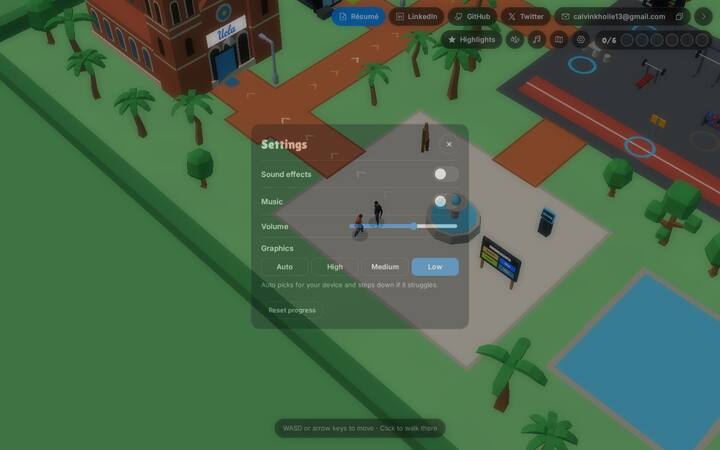 Résumé
LinkedIn
GitHub
Twitter
calvinkhoile13@gmail.com
Highlights
0/6
Ucla
Settings
Sound effects
Music
Volume
Graphics
Auto High Medium Low
Auto picks for your device and steps down if it struggles.
Reset progress
WASD or arrow keys to move · Click to walk there